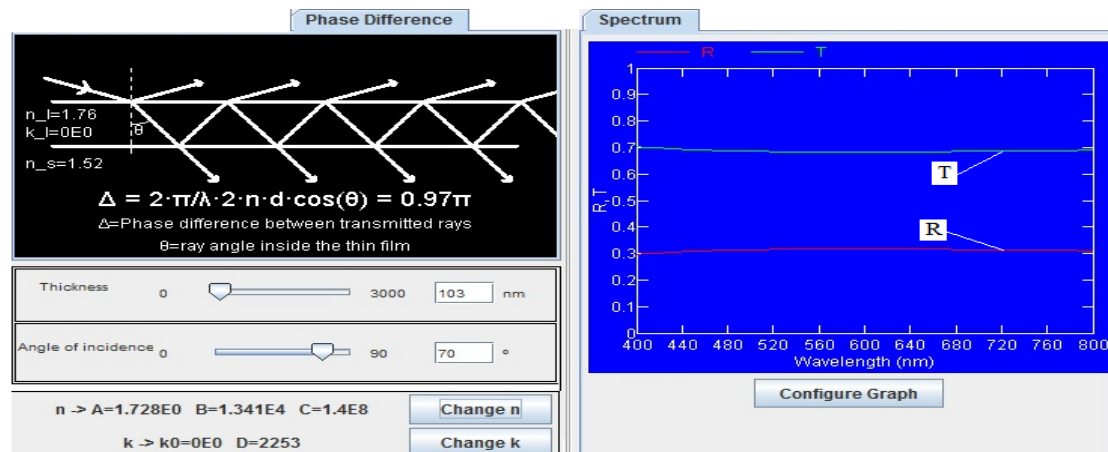 Phase Difference
n_l=1.76
k_l=0E0
θ
n_s=1.52
Δ = 2·π/λ·2·n·d·cos(θ) = 0.97π
Δ=Phase difference between transmitted rays
θ=ray angle inside the thin film
Thickness 0 3000 103 nm
Angle of incidence 0 90 70 °
n -> A=1.728E0 B=1.341E4 C=1.4E8 Change n
k -> k0=0E0 D=2253 Change k
Spectrum
R T
1
0.9
0.8
0.7
0.6
0.5
0.4
0.3
0.2
0.1
0
R,T
T
R
400 440 480 520 560 600 640 680 720 760 800
Wavelength (nm)
Configure Graph